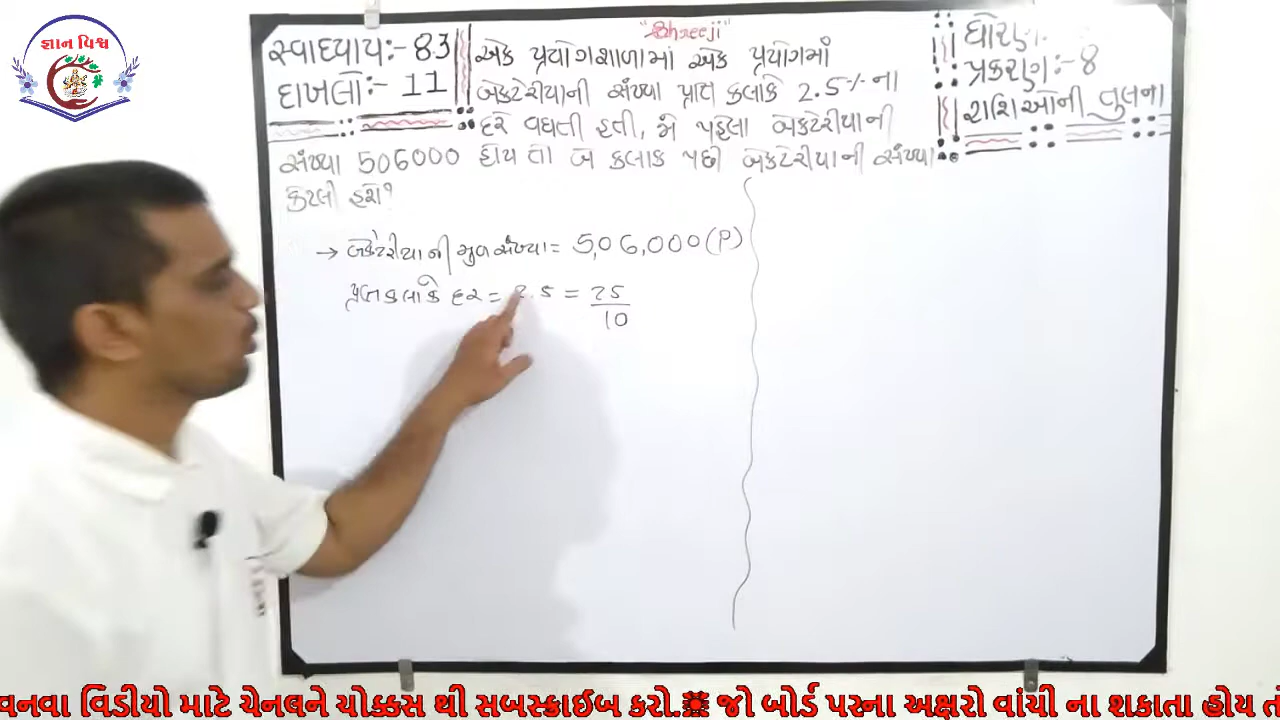 જ્ઞાન વિશ્વ
સ્વાધ્યાય:- 8.3
દાખલો:- 11
"Shreeji"
એક પ્રયોગશાળામાં એક પ્રયોગમાં
બેક્ટેરીયાની સંખ્યા પ્રતિ કલાકે 2.5% ના
દરે વધતી હતી, જો પહેલા બેક્ટેરીયાની
સંખ્યા 506000 હોય તો બે કલાક પછી બેક્ટેરીયાની સંખ્યા
કેટલી હશે?
ધોરણ:-
પ્રકરણ:- 8
રાશિઓની તુલના
→ બેક્ટેરીયા ની મુળ સંખ્યા = 5,06,000 (P)
પ્રતિ કલાકે દર = 2.5 = 25/10
વનવા વિડીયો માટે ચેનલને ચોક્કસ થી સબસ્ક્રાઈબ કરો. જો બોર્ડ પરના અક્ષરો વાંચી ના શકાતા હોય તં